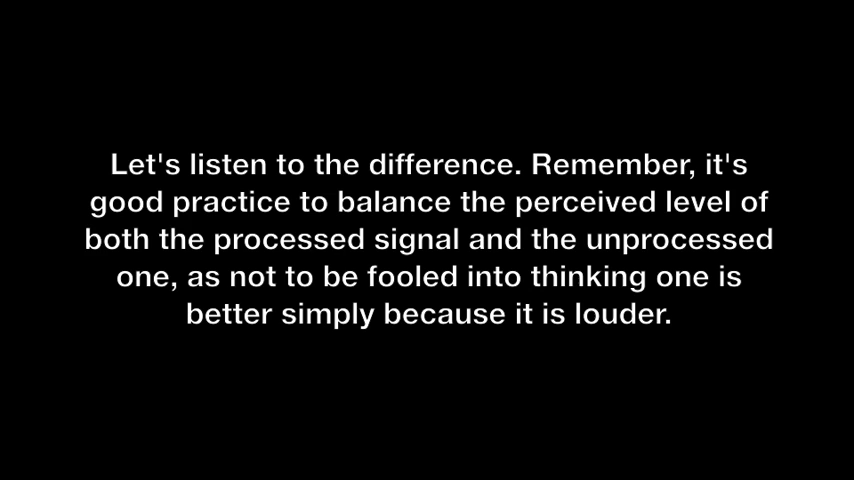 Let's listen to the difference. Remember, it's
good practice to balance the perceived level of
both the processed signal and the unprocessed
one, as not to be fooled into thinking one is
better simply because it is louder.